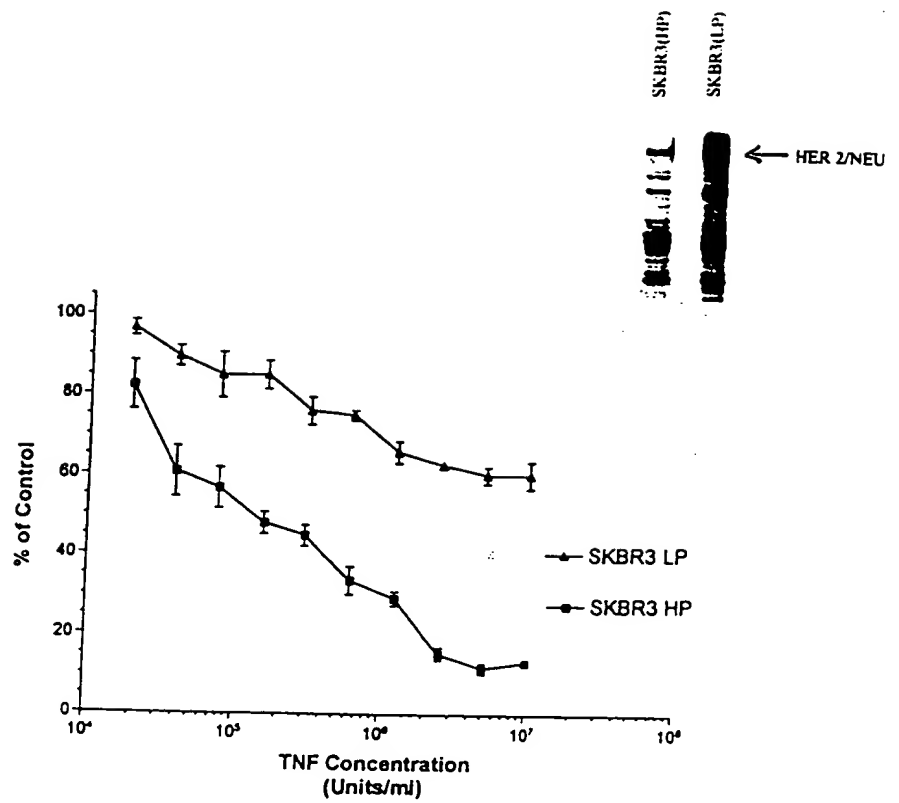 SKBR3(HP)
SKBR3(LP)
HER 2/NEU
100
80
60
40
20
0
% of Control
SKBR3 LP
SKBR3 HP
10⁴
10⁵
10⁶
10⁷
10⁸
TNF Concentration
(Units/ml)